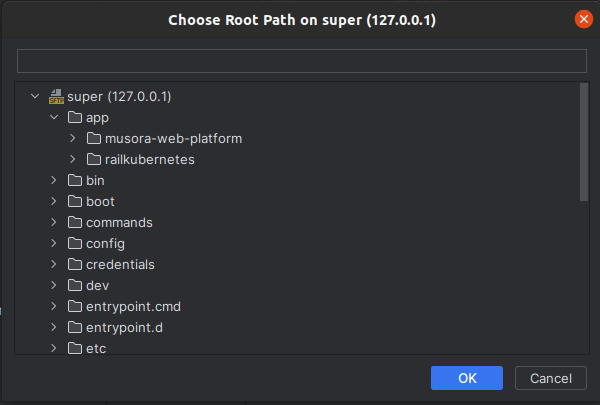 Choose Root Path on super (127.0.0.1)
SFTP super (127.0.0.1)
app
musora-web-platform
railkubernetes
bin
boot
commands
config
credentials
dev
entrypoint.cmd
entrypoint.d
etc
OK Cancel